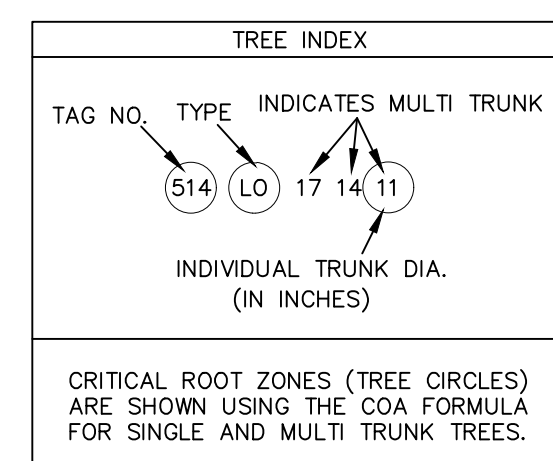 TREE INDEX
TAG NO. TYPE INDICATES MULTI TRUNK
514 LO 17 14 11
INDIVIDUAL TRUNK DIA.
(IN INCHES)
CRITICAL ROOT ZONES (TREE CIRCLES)
ARE SHOWN USING THE COA FORMULA
FOR SINGLE AND MULTI TRUNK TREES.